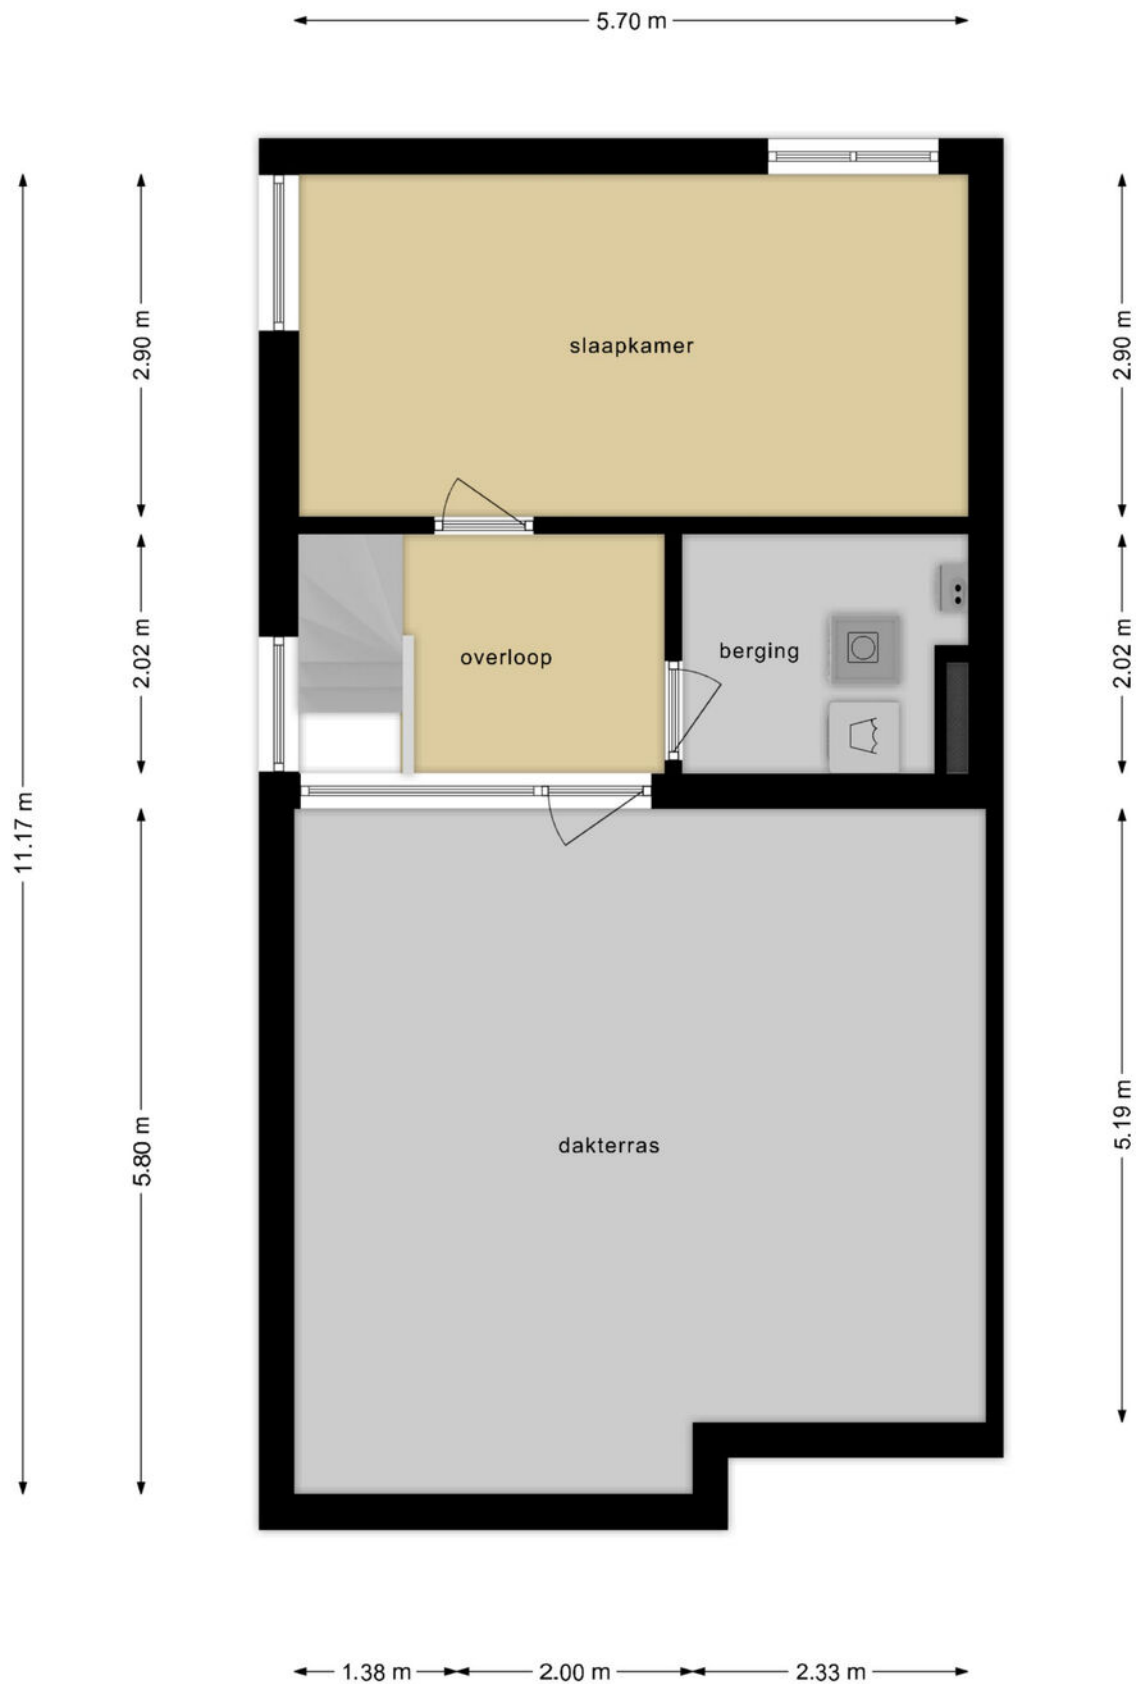 5.70 m
2.90 m
2.90 m
slaapkamer
2.02 m
2.02 m
overloop
berging
11.17 m
5.80 m
5.19 m
dakterras
1.38 m
2.00 m
2.33 m